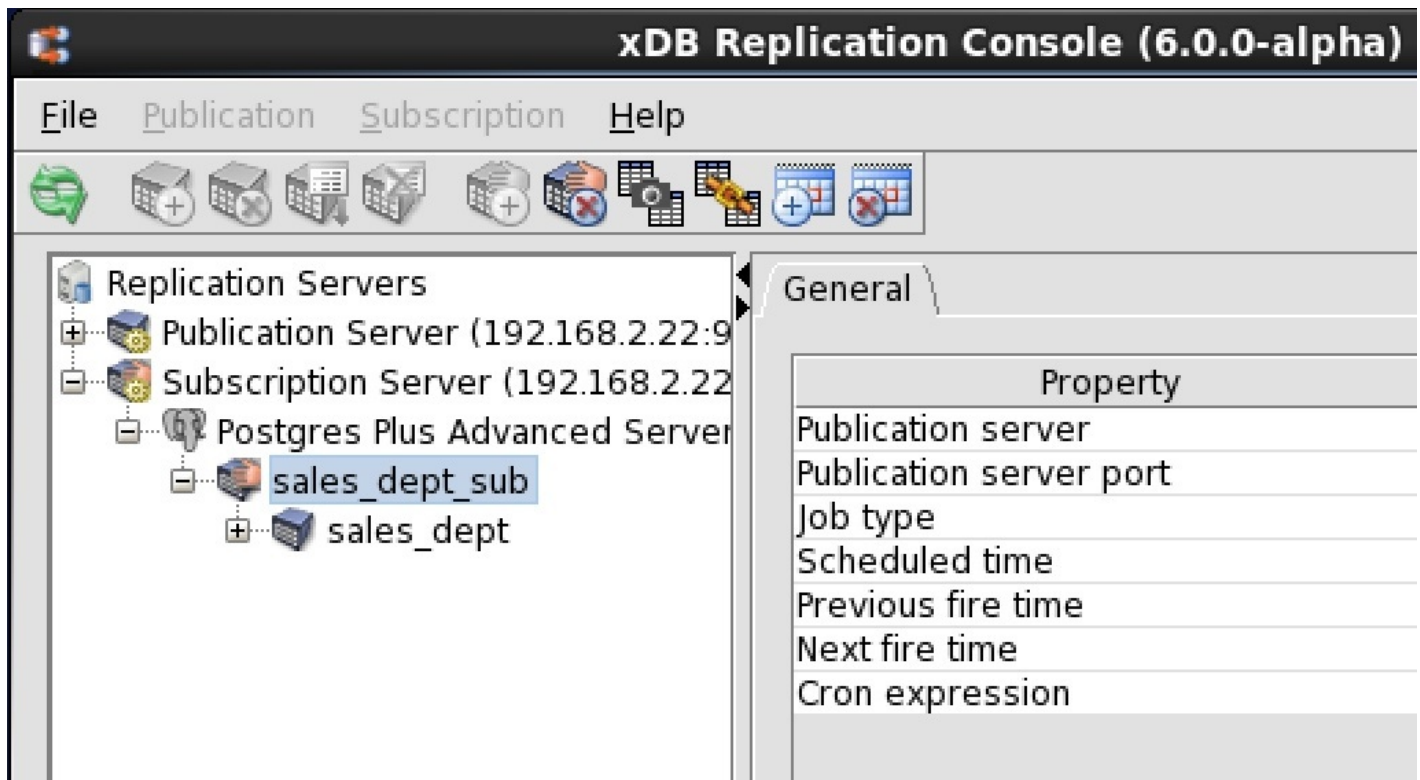 xDB Replication Console (6.0.0-alpha)
File Publication Subscription Help
Replication Servers
Publication Server (192.168.2.22:9
Subscription Server (192.168.2.22
Postgres Plus Advanced Server
sales_dept_sub
sales_dept
General
Property
Publication server
Publication server port
Job type
Scheduled time
Previous fire time
Next fire time
Cron expression